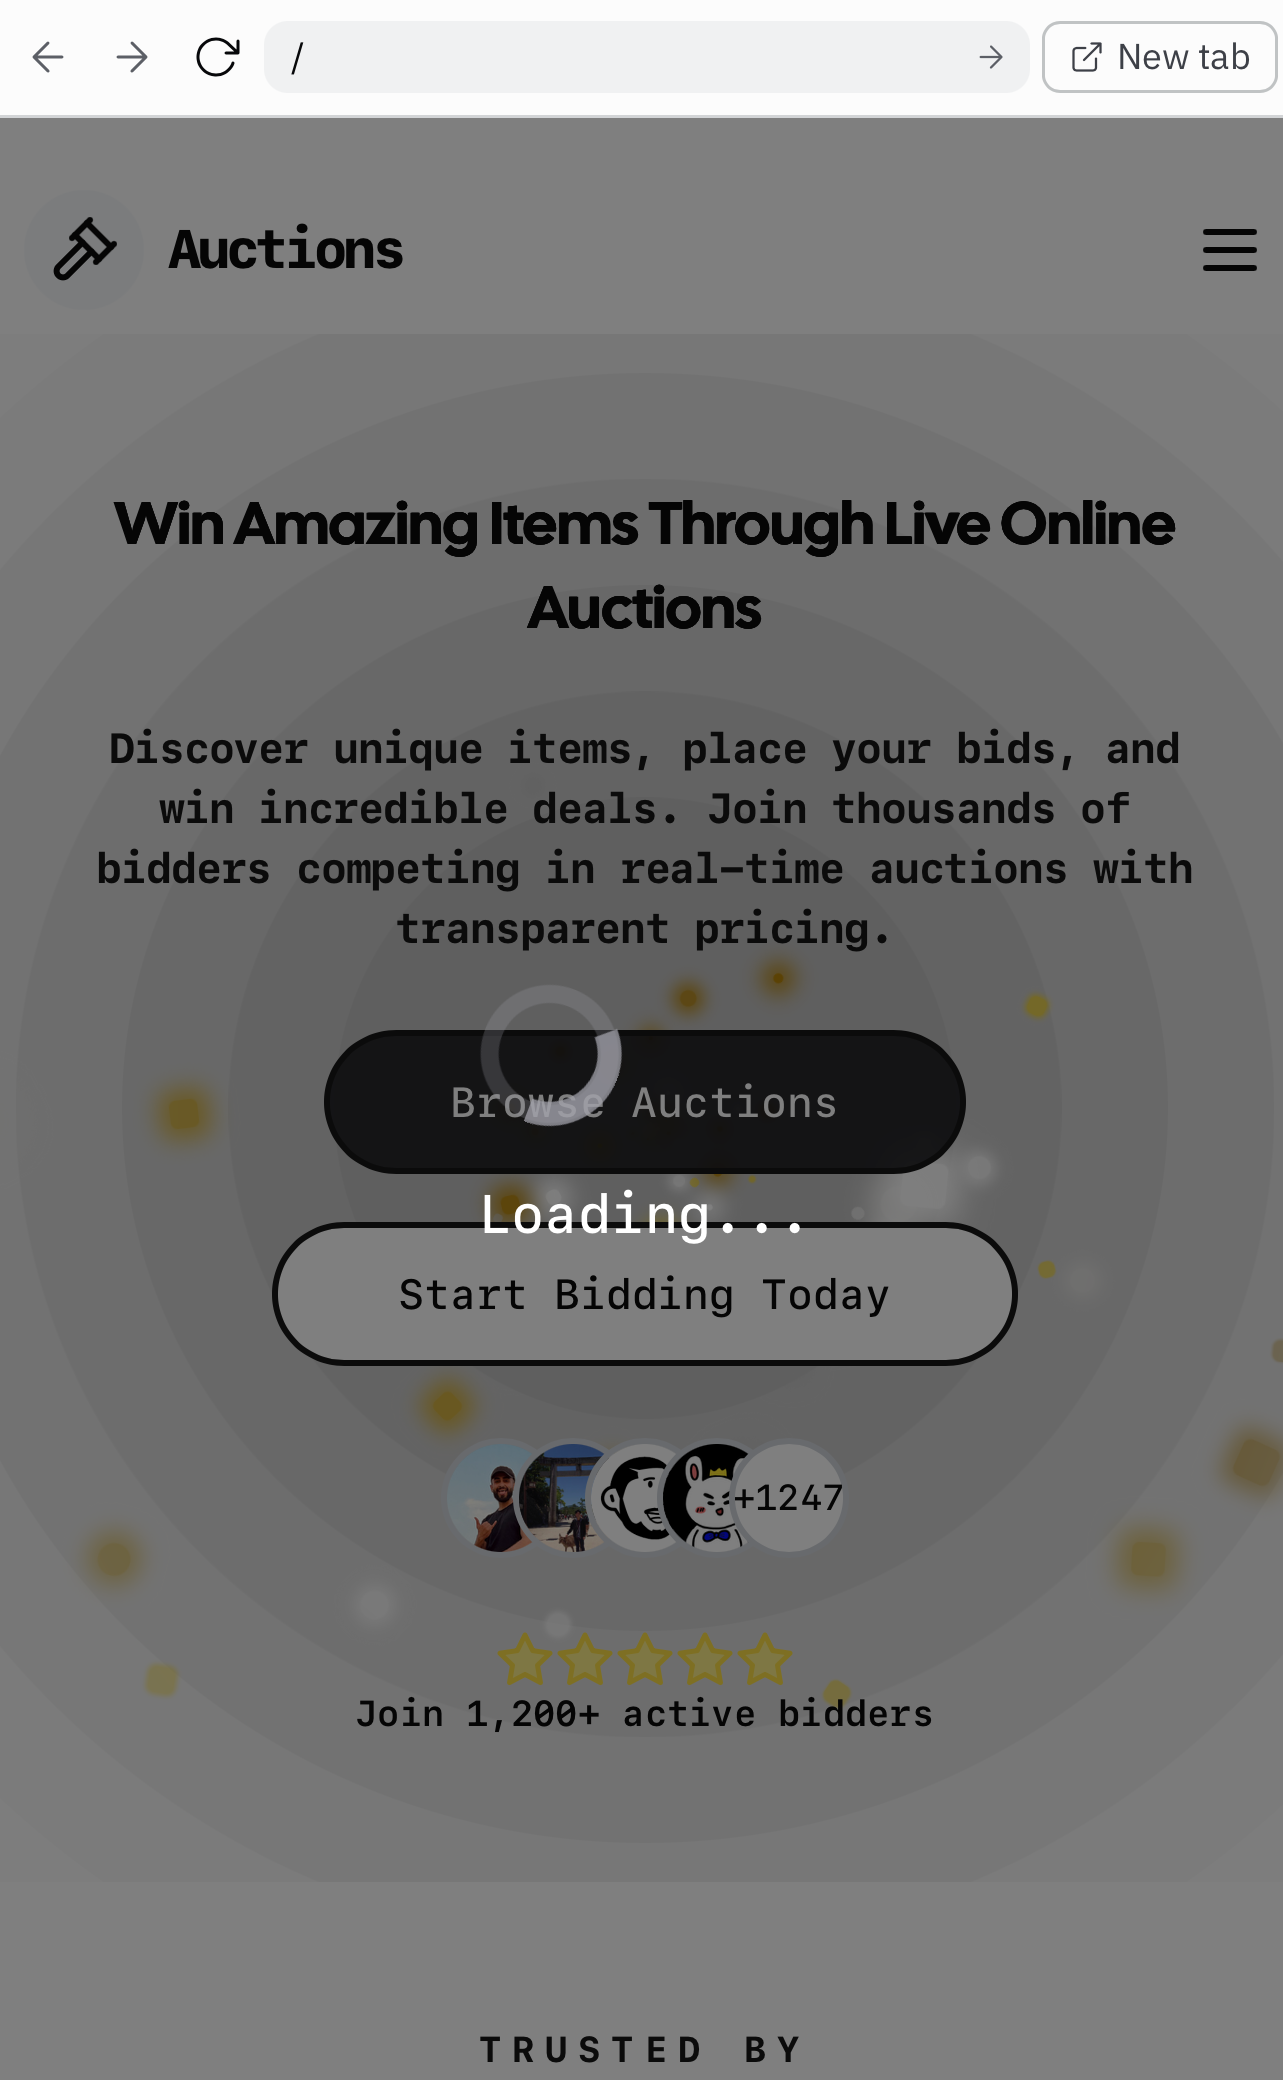 /
New tab
Auctions
Win Amazing Items Through Live Online
Auctions
Discover unique items, place your bids, and
win incredible deals. Join thousands of
bidders competing in real-time auctions with
transparent pricing.
Browse Auctions
Loading...
Start Bidding Today
+1247
Join 1,200+ active bidders
TRUSTED BY